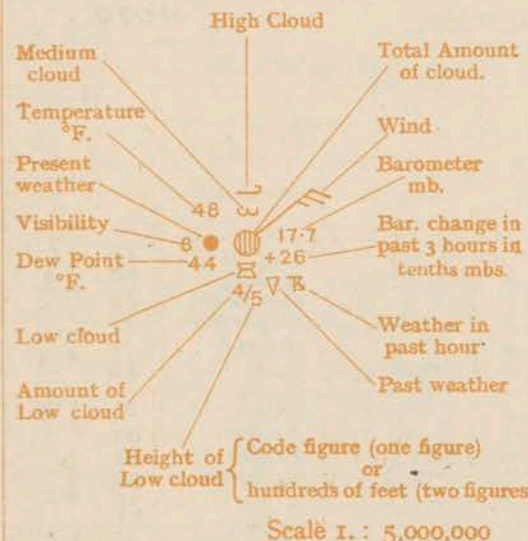 High Cloud
Medium
cloud
Total Amount
of cloud.
Temperature
°F.
Wind
Present
weather
Barometer
mb.
48
Visibility
8
17·7
Bar. change in
past 3 hours in
tenths mbs.
Dew Point
°F.
44
+26
4/5
Low cloud
Weather in
past hour
Amount of
Low cloud
Past weather
Height of
Low cloud
Code figure (one figure)
or
hundreds of feet (two figures
Scale 1. : 5,000,000